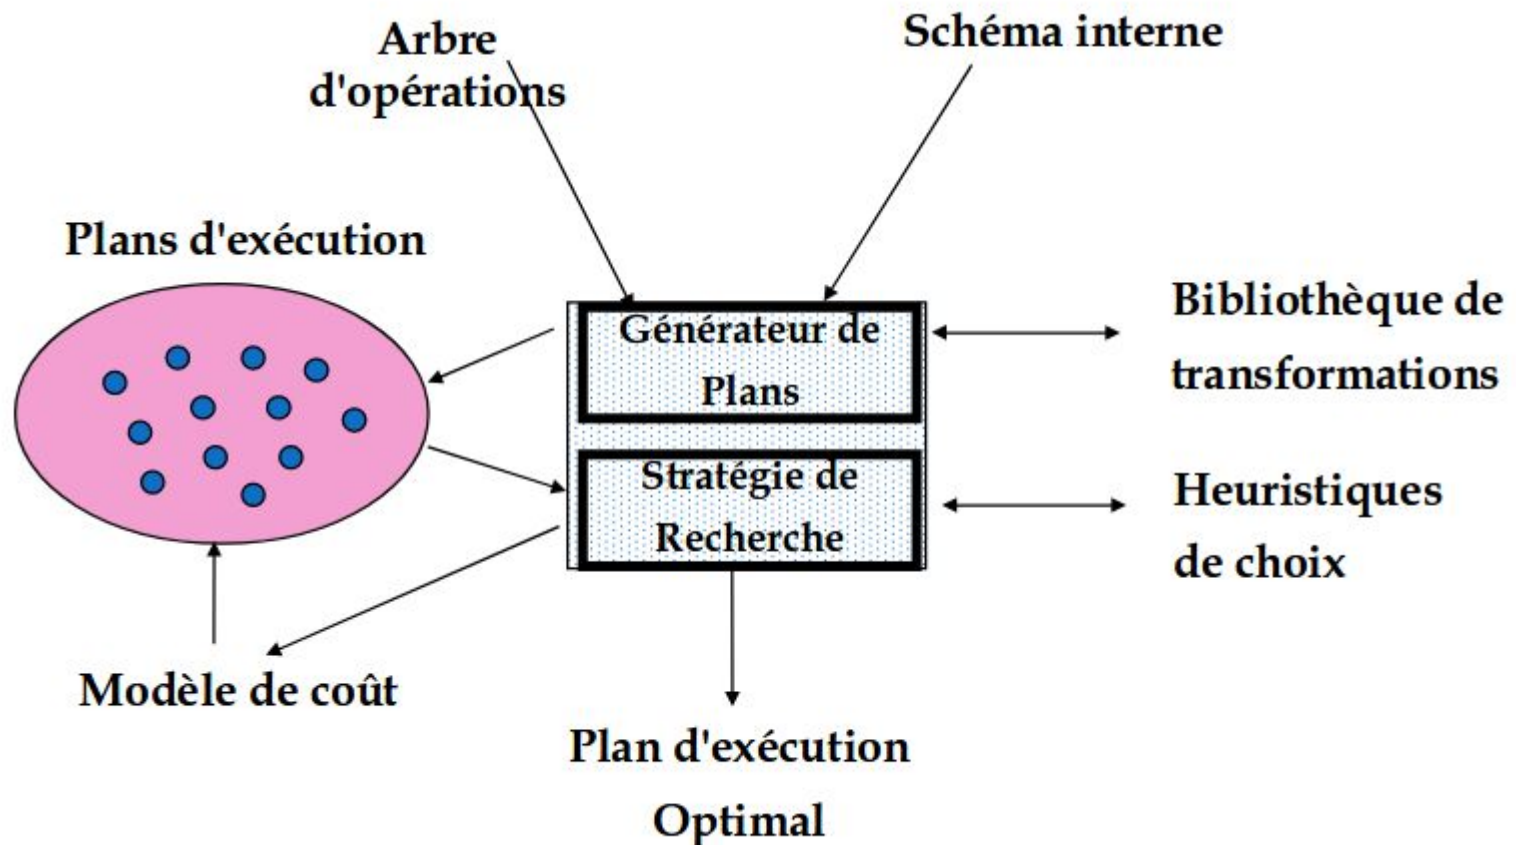 Arbre
d'opérations
Schéma interne
Plans d'exécution
Générateur de
Plans
Bibliothèque de
transformations
Stratégie de
Recherche
Heuristiques
de choix
Modèle de coût
Plan d'exécution
Optimal